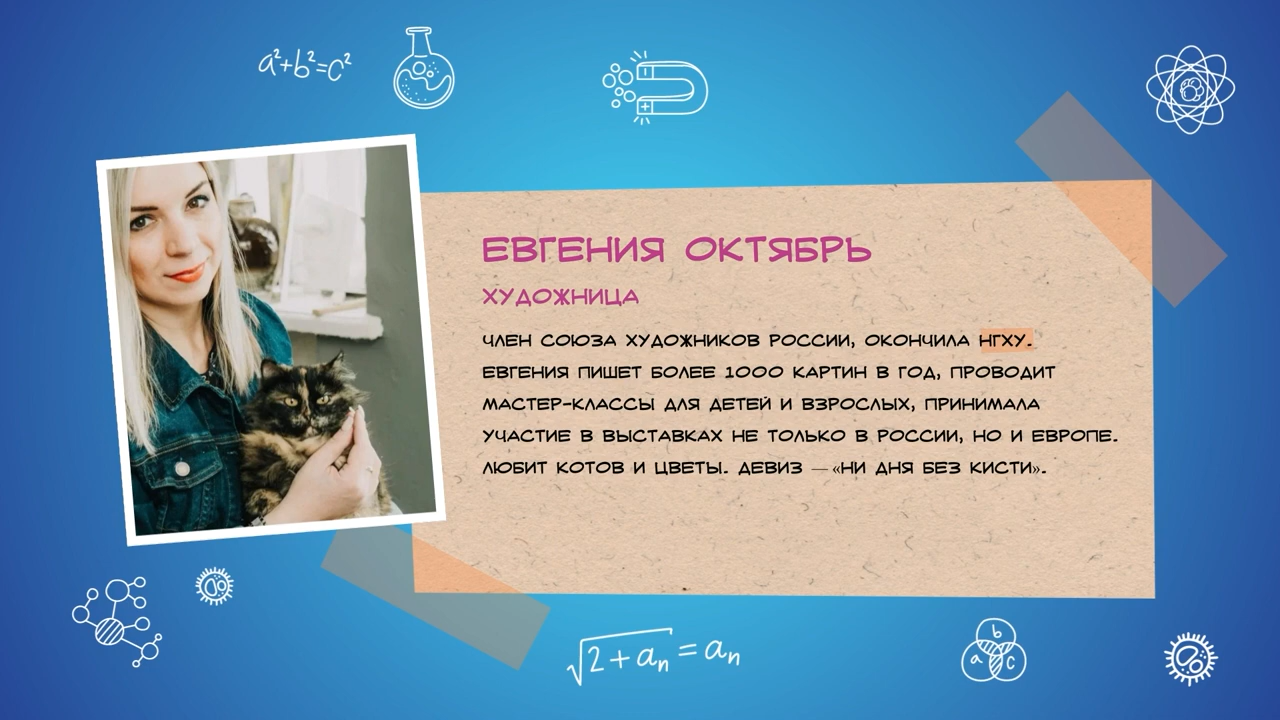 a²+b²=c²
ЕВГЕНИЯ ОКТЯБРЬ
ХУДОЖНИЦА
ЧЛЕН СОЮЗА ХУДОЖНИКОВ РОССИИ, ОКОНЧИЛА НГХУ.
ЕВГЕНИЯ ПИШЕТ БОЛЕЕ 1000 КАРТИН В ГОД, ПРОВОДИТ
МАСТЕР-КЛАССЫ ДЛЯ ДЕТЕЙ И ВЗРОСЛЫХ, ПРИНИМАЛА
УЧАСТИЕ В ВЫСТАВКАХ НЕ ТОЛЬКО В РОССИИ, НО И ЕВРОПЕ.
ЛЮБИТ КОТОВ И ЦВЕТЫ. ДЕВИЗ — «НИ ДНЯ БЕЗ КИСТИ».
√2+aₙ = aₙ
b
a c